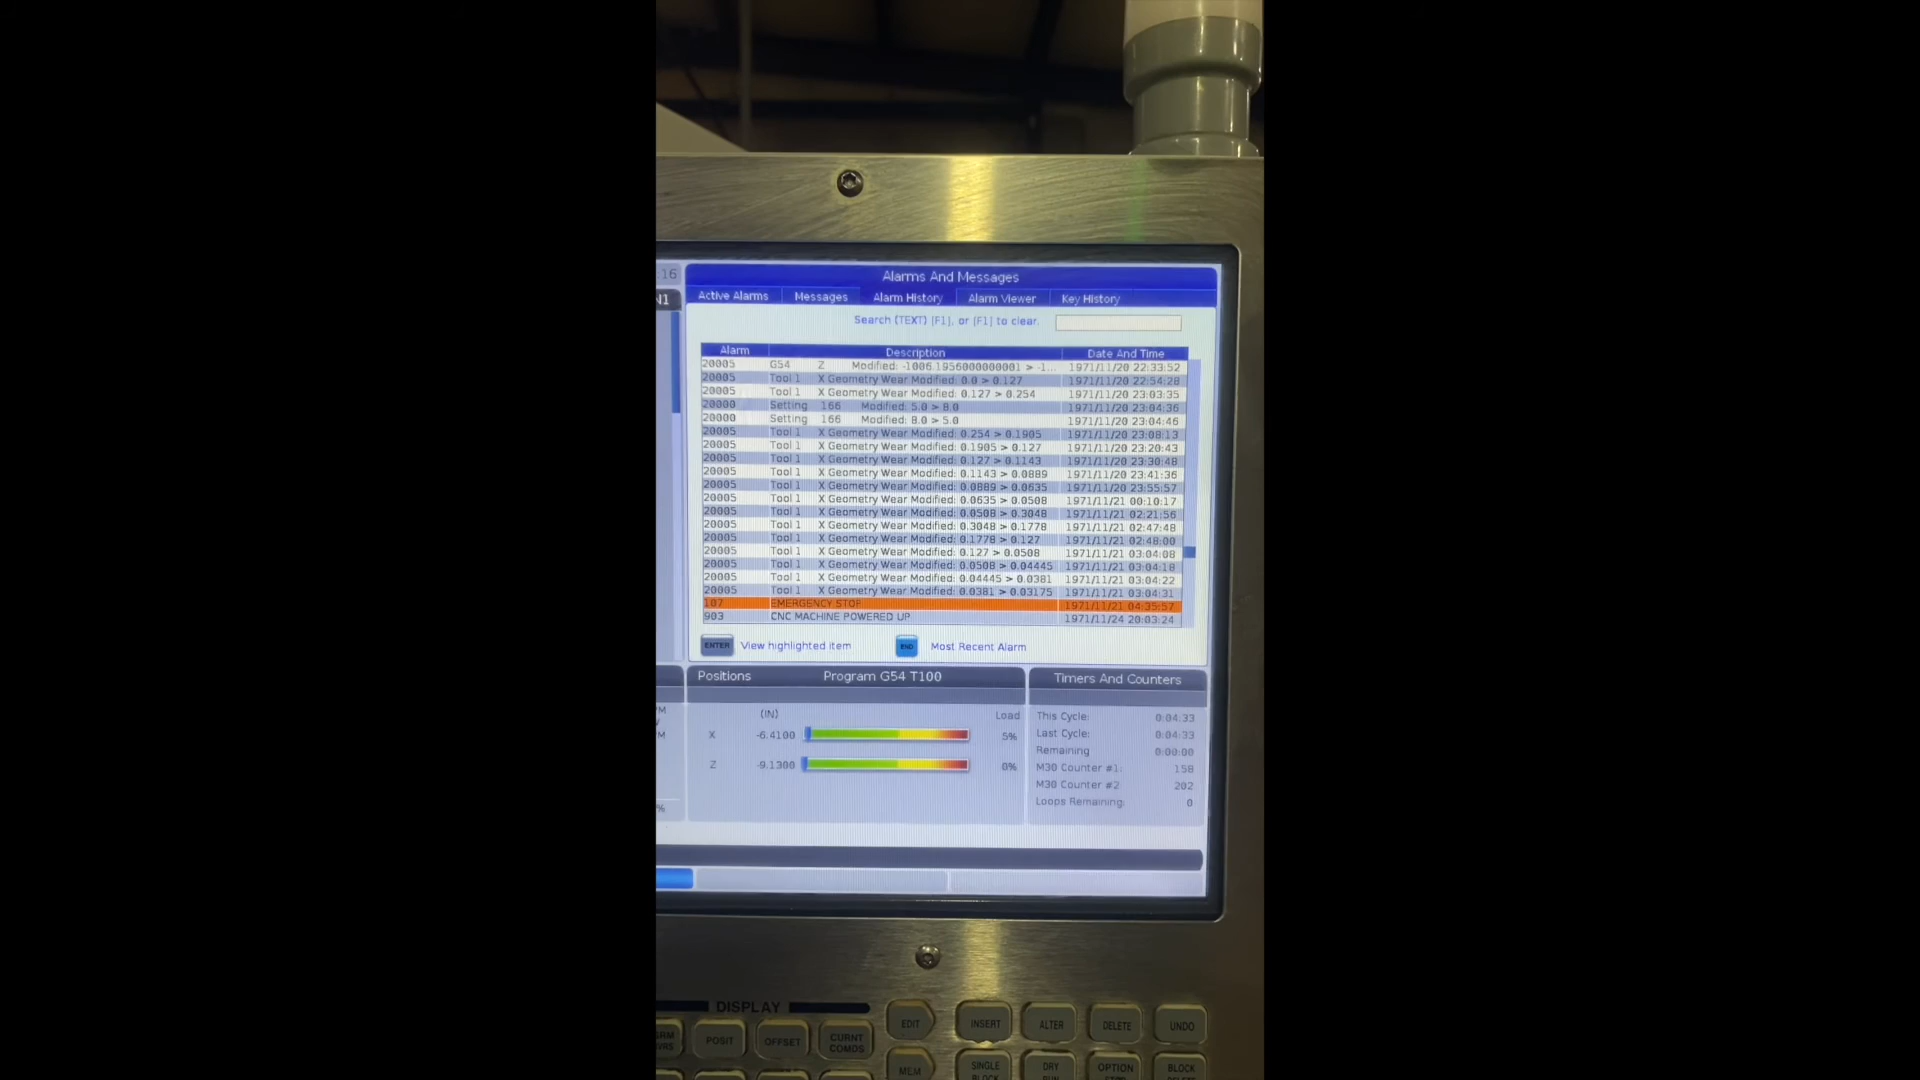 :16
Alarms And Messages
N1
Active Alarms Messages Alarm History Alarm Viewer Key History
Search (TEXT) [F1], or [F1] to clear.
Alarm Description Date And Time
20005 G54 Z Modified: -1006.1956000000001 > -1... 1971/11/20 22:33:52
20005 Tool 1 X Geometry Wear Modified: 0.0 > 0.127 1971/11/20 22:54:28
20005 Tool 1 X Geometry Wear Modified: 0.127 > 0.254 1971/11/20 23:03:35
20000 Setting 166 Modified: 5.0 > 8.0 1971/11/20 23:04:36
20000 Setting 166 Modified: 8.0 > 5.0 1971/11/20 23:04:46
20005 Tool 1 X Geometry Wear Modified: 0.254 > 0.1905 1971/11/20 23:08:13
20005 Tool 1 X Geometry Wear Modified: 0.1905 > 0.127 1971/11/20 23:20:43
20005 Tool 1 X Geometry Wear Modified: 0.127 > 0.1143 1971/11/20 23:30:48
20005 Tool 1 X Geometry Wear Modified: 0.1143 > 0.0889 1971/11/20 23:41:36
20005 Tool 1 X Geometry Wear Modified: 0.0889 > 0.0635 1971/11/20 23:55:57
20005 Tool 1 X Geometry Wear Modified: 0.0635 > 0.0508 1971/11/21 00:10:17
20005 Tool 1 X Geometry Wear Modified: 0.0508 > 0.3048 1971/11/21 02:21:56
20005 Tool 1 X Geometry Wear Modified: 0.3048 > 0.1778 1971/11/21 02:47:48
20005 Tool 1 X Geometry Wear Modified: 0.1778 > 0.127 1971/11/21 02:48:00
20005 Tool 1 X Geometry Wear Modified: 0.127 > 0.0508 1971/11/21 03:04:08
20005 Tool 1 X Geometry Wear Modified: 0.0508 > 0.04445 1971/11/21 03:04:18
20005 Tool 1 X Geometry Wear Modified: 0.04445 > 0.0381 1971/11/21 03:04:22
20005 Tool 1 X Geometry Wear Modified: 0.0381 > 0.03175 1971/11/21 03:04:31
107 EMERGENCY STOP 1971/11/21 04:35:57
903 CNC MACHINE POWERED UP 1971/11/24 20:03:24
ENTER View highlighted item END Most Recent Alarm
Positions Program G54 T100 Timers And Counters
(IN) Load
X -6.4100 5%
Z -9.1300 0%
This Cycle: 0:04:33
Last Cycle: 0:04:33
Remaining 0:00:00
M30 Counter #1: 158
M30 Counter #2: 202
Loops Remaining: 0
%
DISPLAY
POSIT OFFSET CURNT COMDS EDIT INSERT ALTER DELETE UNDO
MEM SINGLE BLOCK DRY RUN OPTION BLOCK